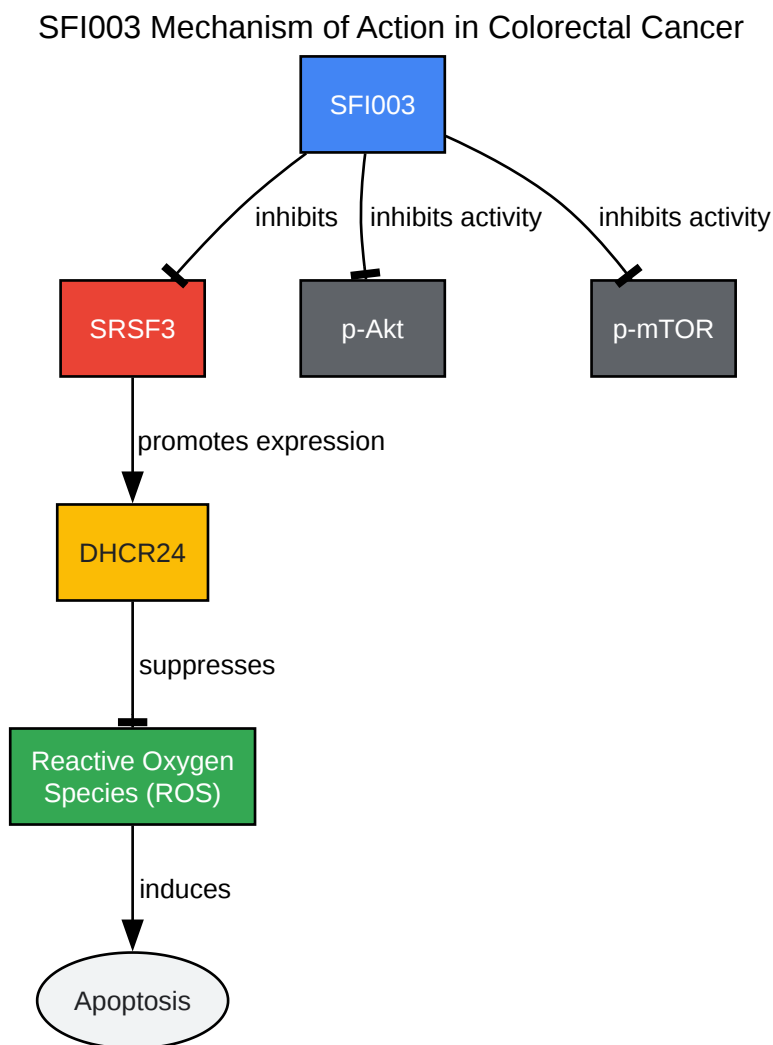 SFI003 Mechanism of Action in Colorectal Cancer
SFI003
inhibits
inhibits activity
inhibits activity
SRSF3
p-Akt
p-mTOR
promotes expression
DHCR24
suppresses
Reactive Oxygen
Species (ROS)
induces
Apoptosis